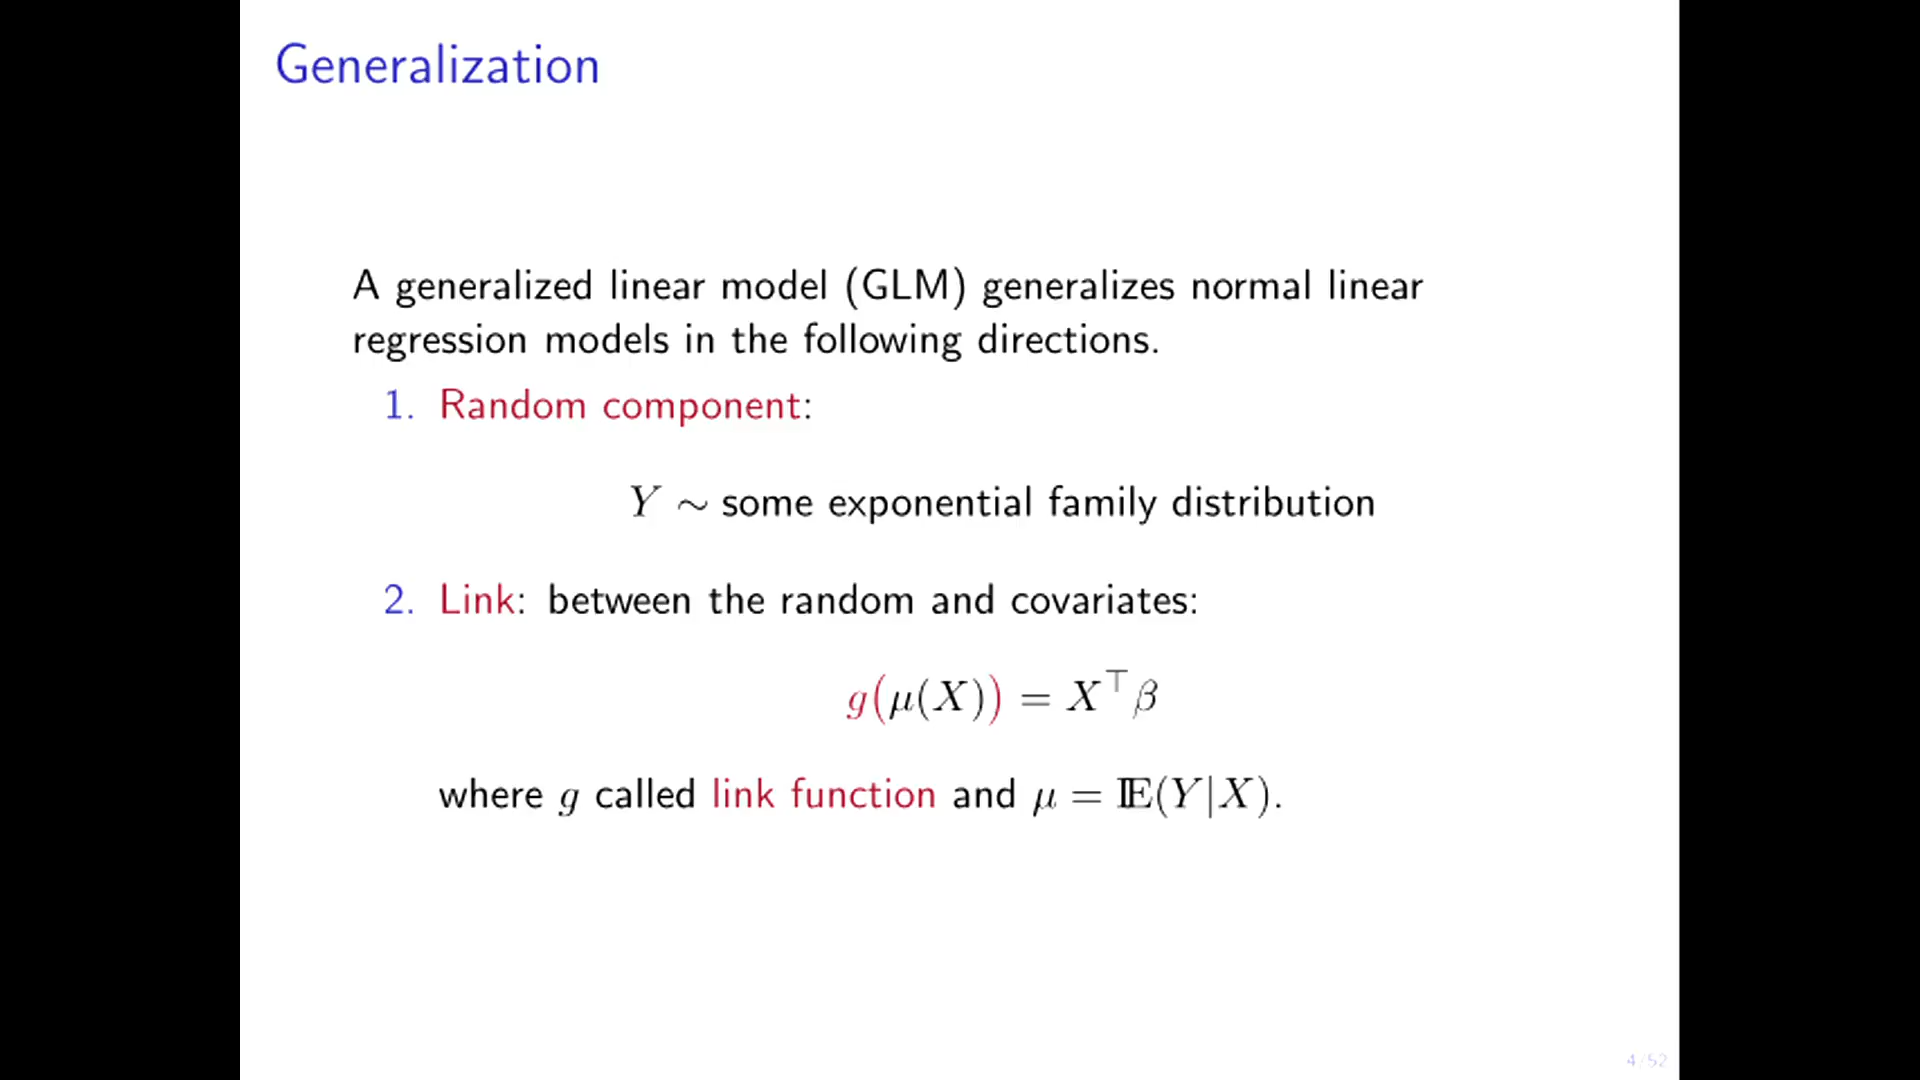 Generalization
A generalized linear model (GLM) generalizes normal linear
regression models in the following directions.
1. Random component:
Y ∼ some exponential family distribution
2. Link: between the random and covariates:
g(μ(X)) = X⊤β
where g called link function and μ = 𝔼(Y|X).
4/52